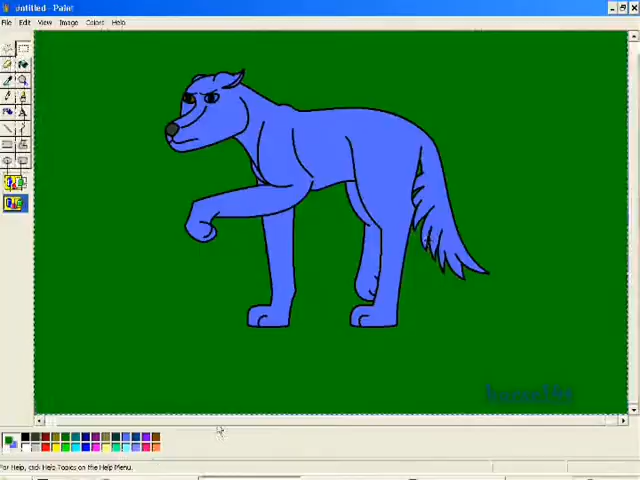 untitled - Paint
File Edit View Image Colors Help
For Help, click Help Topics on the Help Menu.